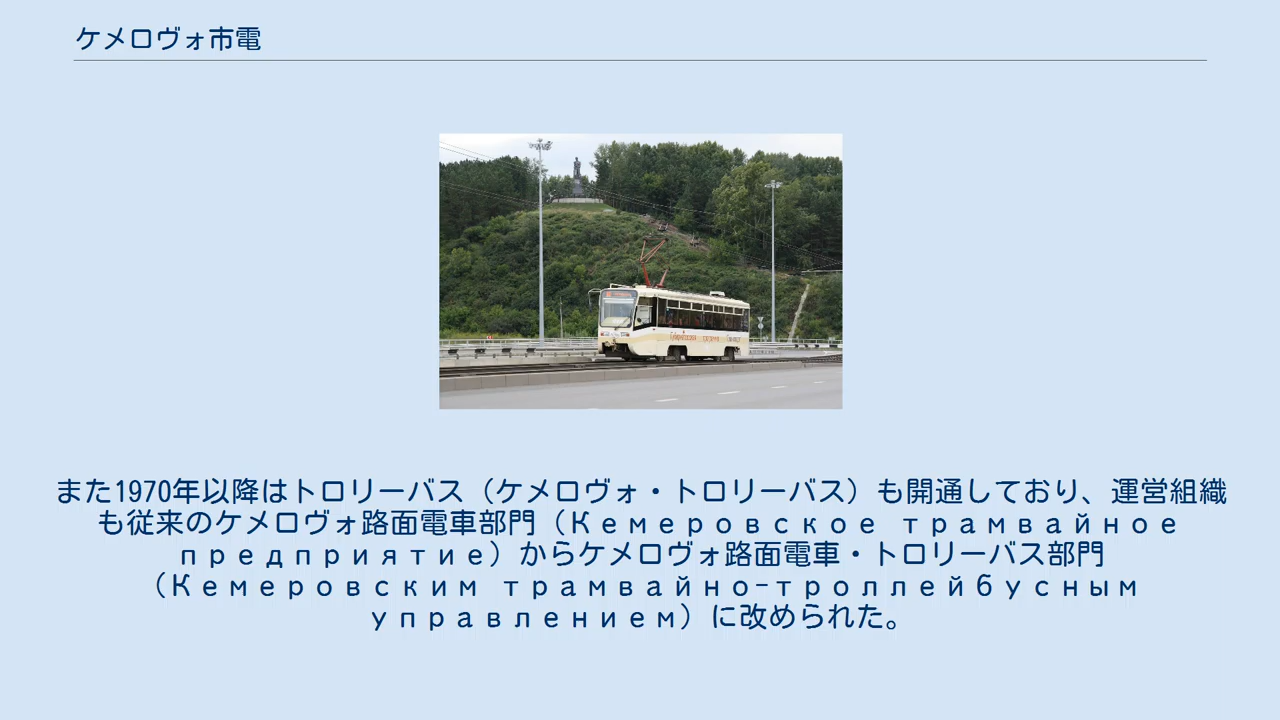 ケメロヴォ市電
また1970年以降はトロリーバス（ケメロヴォ・トロリーバス）も開通しており、運営組織
も従来のケメロヴォ路面電車部門（Кемеровское трамвайное
предприятие）からケメロヴォ路面電車・トロリーバス部門
（Кемеровским трамвайно-троллейбусным
управлением）に改められた。